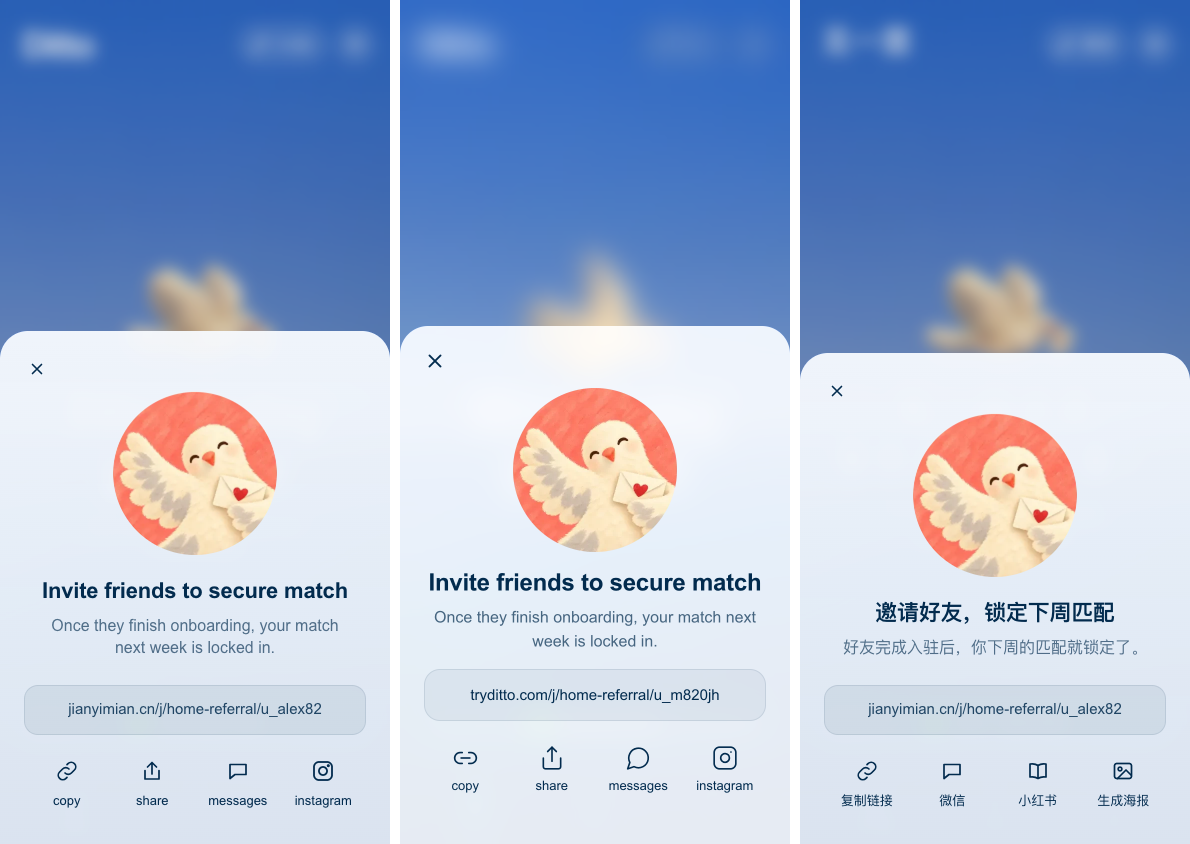 Invite friends to secure match
Once they finish onboarding, your match
next week is locked in.
jianyimian.cn/j/home-referral/u_alex82
copy
share
messages
instagram
Invite friends to secure match
Once they finish onboarding, your match next
week is locked in.
tryditto.com/j/home-referral/u_m820jh
copy
share
messages
instagram
邀请好友，锁定下周匹配
好友完成入驻后，你下周的匹配就锁定了。
jianyimian.cn/j/home-referral/u_alex82
复制链接
微信
小红书
生成海报